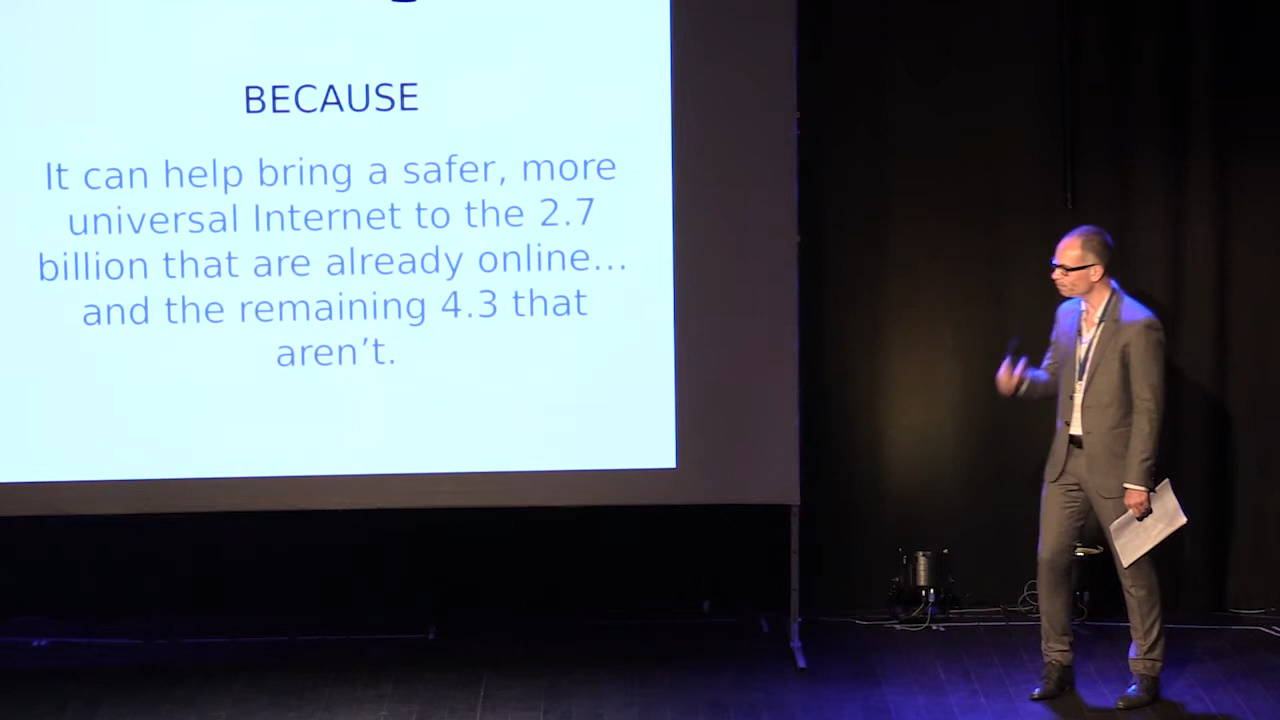 BECAUSE
It can help bring a safer, more
universal Internet to the 2.7
billion that are already online...
and the remaining 4.3 that
aren’t.